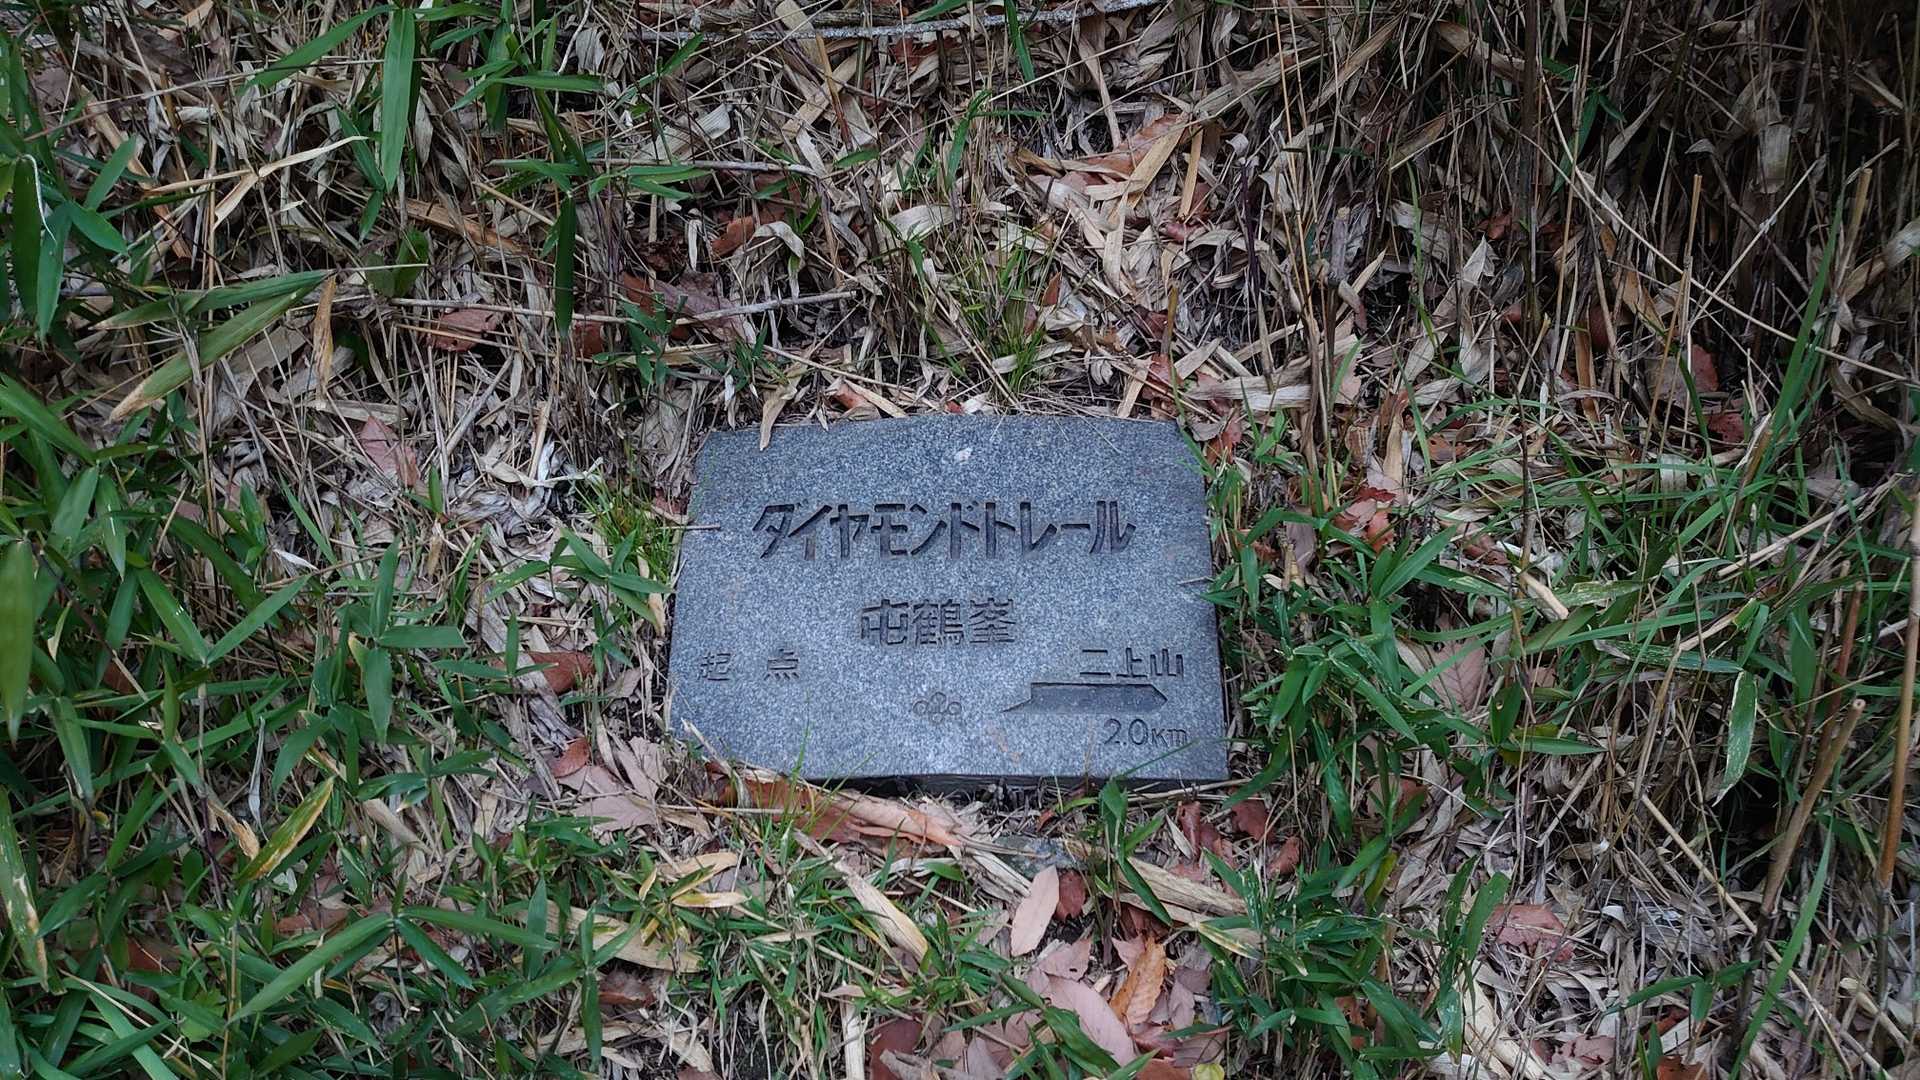 ダイヤモンドトレール
屯鶴峯
起点
二上山
2.0Km